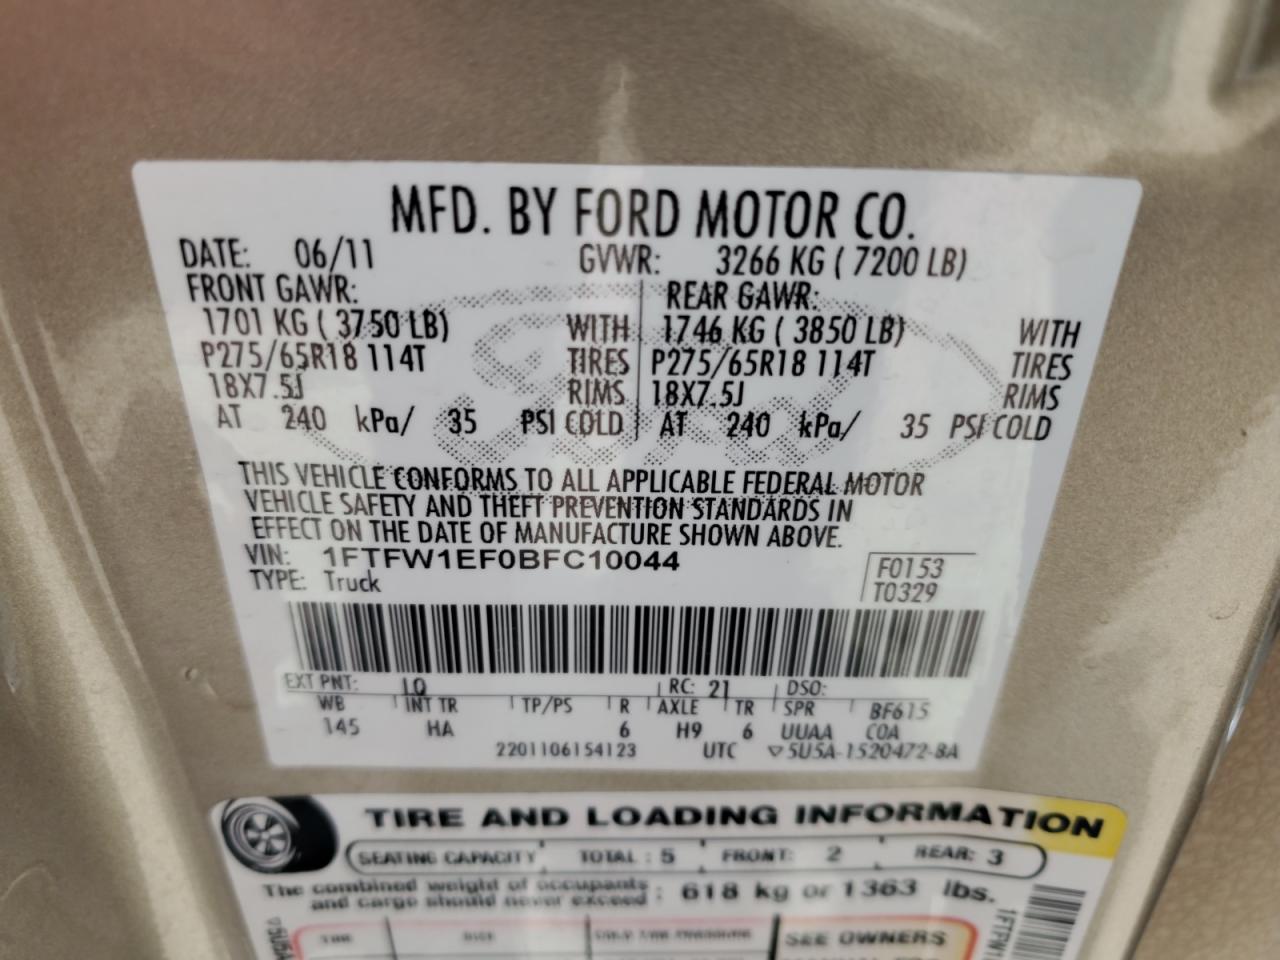 MFD. BY FORD MOTOR CO.
DATE: 06/11 GVWR: 3266 KG ( 7200 LB)
FRONT GAWR: REAR GAWR:
1701 KG ( 3750 LB) WITH 1746 KG ( 3850 LB) WITH
P275/65R18 114T TIRES P275/65R18 114T TIRES
18X7.5J RIMS 18X7.5J RIMS
AT 240 kPa/ 35 PSI COLD AT 240 kPa/ 35 PSI COLD
THIS VEHICLE CONFORMS TO ALL APPLICABLE FEDERAL MOTOR
VEHICLE SAFETY AND THEFT PREVENTION STANDARDS IN
EFFECT ON THE DATE OF MANUFACTURE SHOWN ABOVE.
VIN: 1FTFW1EF0BFC10044
TYPE: Truck
F0153
T0329
EXT PNT: LQ RC: 21 DSO:
WB INT TR TP/PS R AXLE TR SPR BF615
145 HA 6 H9 6 UUAA COA
2201106154123 UTC ▽5U5A-1520472-BA
TIRE AND LOADING INFORMATION
SEATING CAPACITY TOTAL : 5 FRONT: 2 REAR: 3
The combined weight of occupants
and cargo should never exceed : 618 kg or 1363 lbs.
TIRE SIZE COLD TIRE PRESSURE SEE OWNERS